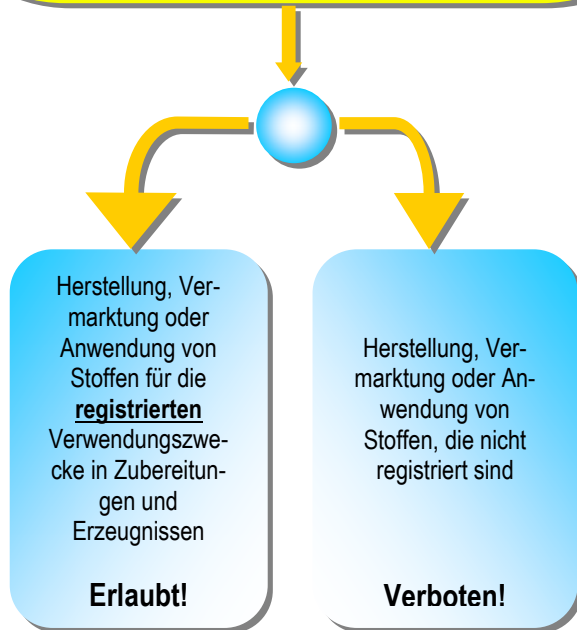 Herstellung, Ver-
marktung oder
Anwendung von
Stoffen für die
registrierten
Verwendungszwe-
cke in Zubereitun-
gen und
Erzeugnissen
Erlaubt!
Herstellung, Ver-
marktung oder An-
wendung von
Stoffen, die nicht
registriert sind
Verboten!